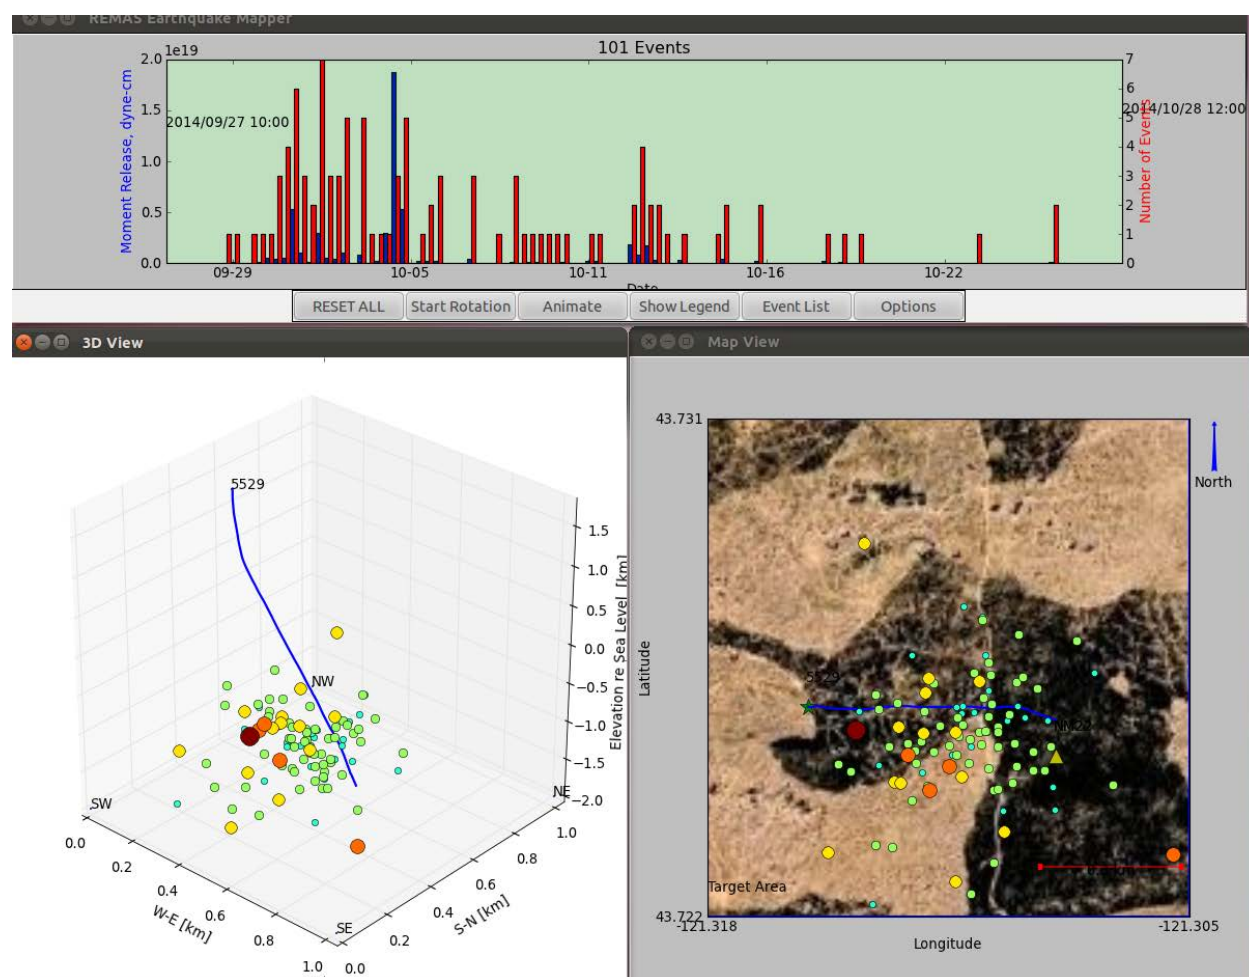 REMAS Earthquake Mapper
101 Events
1e19
2.0
1.5
1.0
0.5
0.0
Moment Release, dyne-cm
2014/09/27 10:00
2014/10/28 12:00
7
6
5
4
3
2
1
0
Number of Events
09-29
10-05
10-11
10-16
10-22
Date
RESET ALL
Start Rotation
Animate
Show Legend
Event List
Options
3D View
5529
NW
SW
NE
SE
1.5
1.0
0.5
0.0
−0.5
−1.0
−1.5
−2.0
Elevation re Sea Level [km]
0.0
0.2
0.4
0.6
0.8
1.0
W-E [km]
0.0
0.2
0.4
0.6
0.8
1.0
S-N [km]
Map View
43.731
North
Latitude
5529
NN22
Target Area
43.722
-121.318
-121.305
Longitude